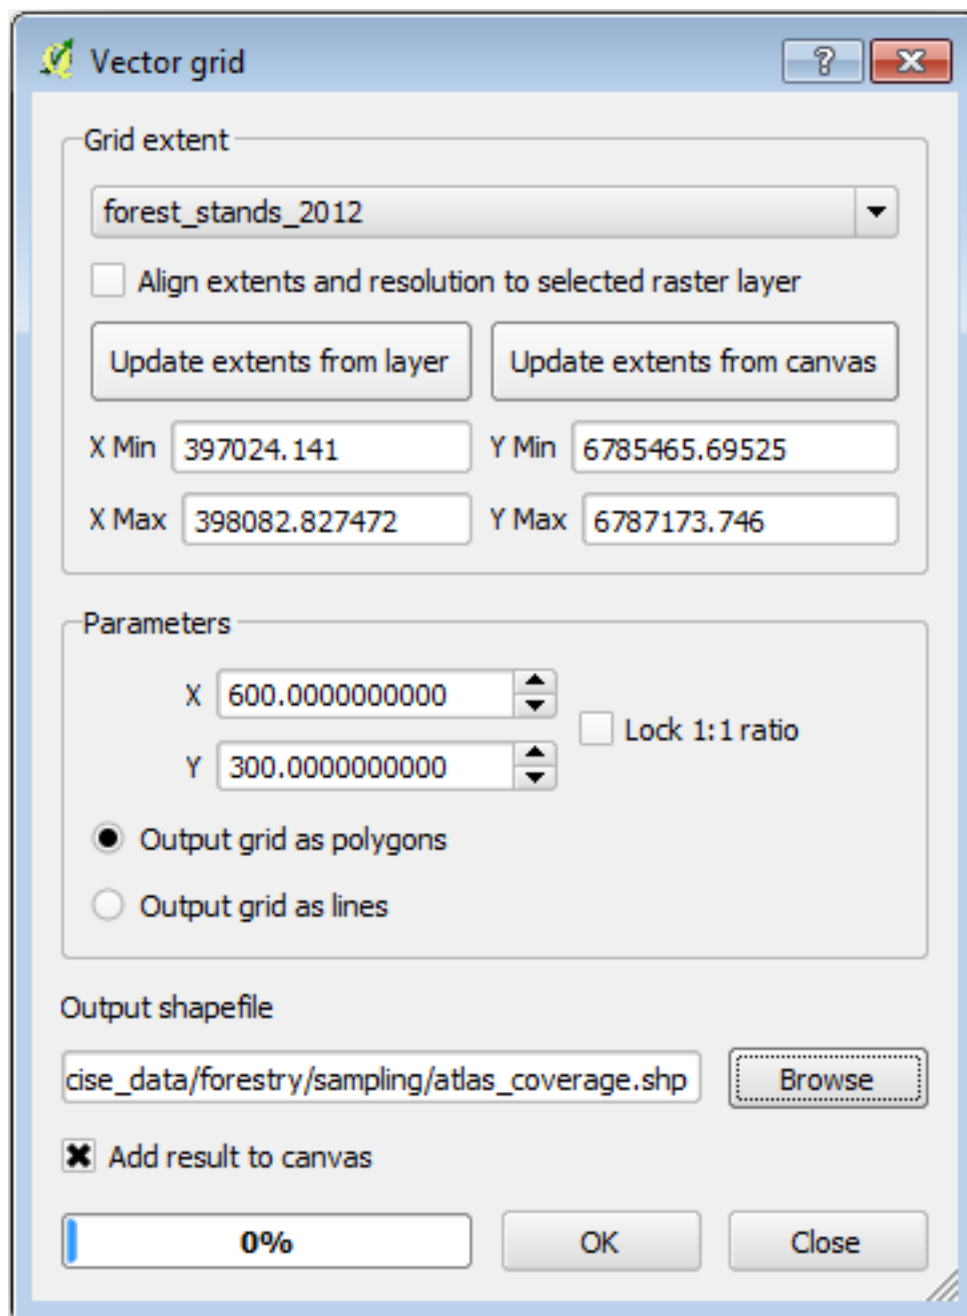 Vector grid
Grid extent
forest_stands_2012
Align extents and resolution to selected raster layer
Update extents from layer Update extents from canvas
X Min 397024.141 Y Min 6785465.69525
X Max 398082.827472 Y Max 6787173.746
Parameters
X 600.0000000000
Lock 1:1 ratio
Y 300.0000000000
Output grid as polygons
Output grid as lines
Output shapefile
cise_data/forestry/sampling/atlas_coverage.shp Browse
Add result to canvas
0% OK Close